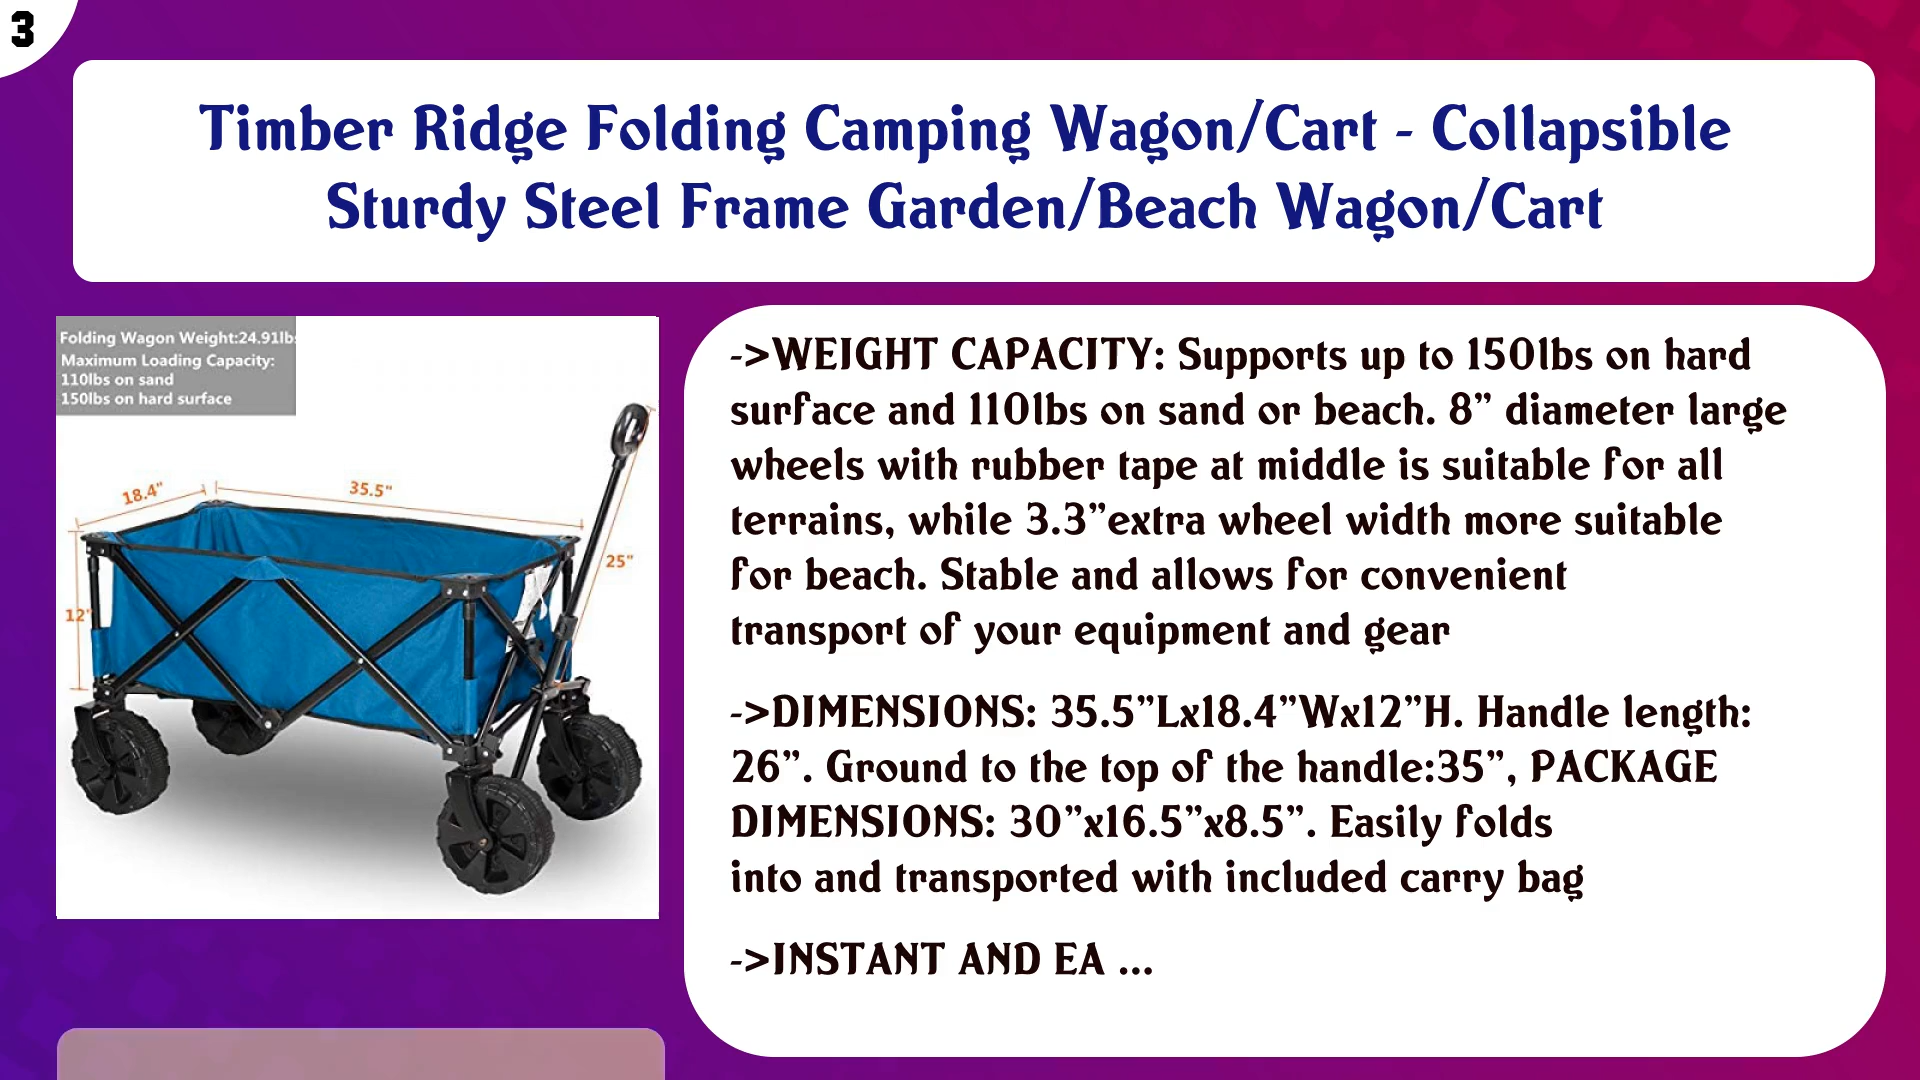 3
Timber Ridge Folding Camping Wagon/Cart - Collapsible
Sturdy Steel Frame Garden/Beach Wagon/Cart
Folding Wagon Weight:24.91lbs
Maximum Loading Capacity:
110lbs on sand
150lbs on hard surface
18.4"
35.5"
25"
12"
->WEIGHT CAPACITY: Supports up to 150lbs on hard
surface and 110lbs on sand or beach. 8” diameter large
wheels with rubber tape at middle is suitable for all
terrains, while 3.3”extra wheel width more suitable
for beach. Stable and allows for convenient
transport of your equipment and gear
->DIMENSIONS: 35.5”Lx18.4”Wx12”H. Handle length:
26”. Ground to the top of the handle:35”, PACKAGE
DIMENSIONS: 30”x16.5”x8.5”. Easily folds
into and transported with included carry bag
->INSTANT AND EA ...